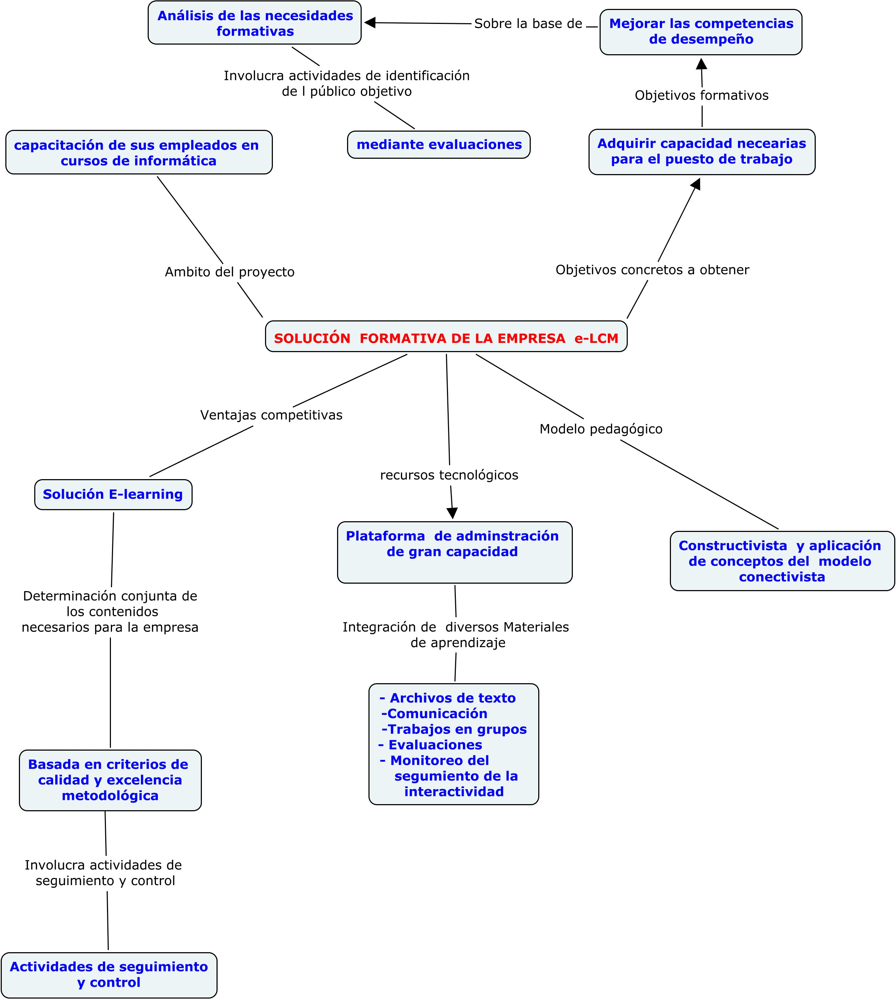 Análisis de las necesidades
formativas
Sobre la base de
Mejorar las competencias
de desempeño
Involucra actividades de identificación
de l público objetivo
Objetivos formativos
capacitación de sus empleados en
cursos de informática
mediante evaluaciones
Adquirir capacidad necearias
para el puesto de trabajo
Ambito del proyecto
Objetivos concretos a obtener
SOLUCIÓN FORMATIVA DE LA EMPRESA e-LCM
Ventajas competitivas
Modelo pedagógico
recursos tecnológicos
Solución E-learning
Plataforma de adminstración
de gran capacidad
Constructivista y aplicación
de conceptos del modelo
conectivista
Determinación conjunta de
los contenidos
necesarios para la empresa
Integración de diversos Materiales
de aprendizaje
- Archivos de texto
-Comunicación
-Trabajos en grupos
- Evaluaciones
- Monitoreo del
segumiento de la
interactividad
Basada en criterios de
calidad y excelencia
metodológica
Involucra actividades de
seguimiento y control
Actividades de seguimiento
y control